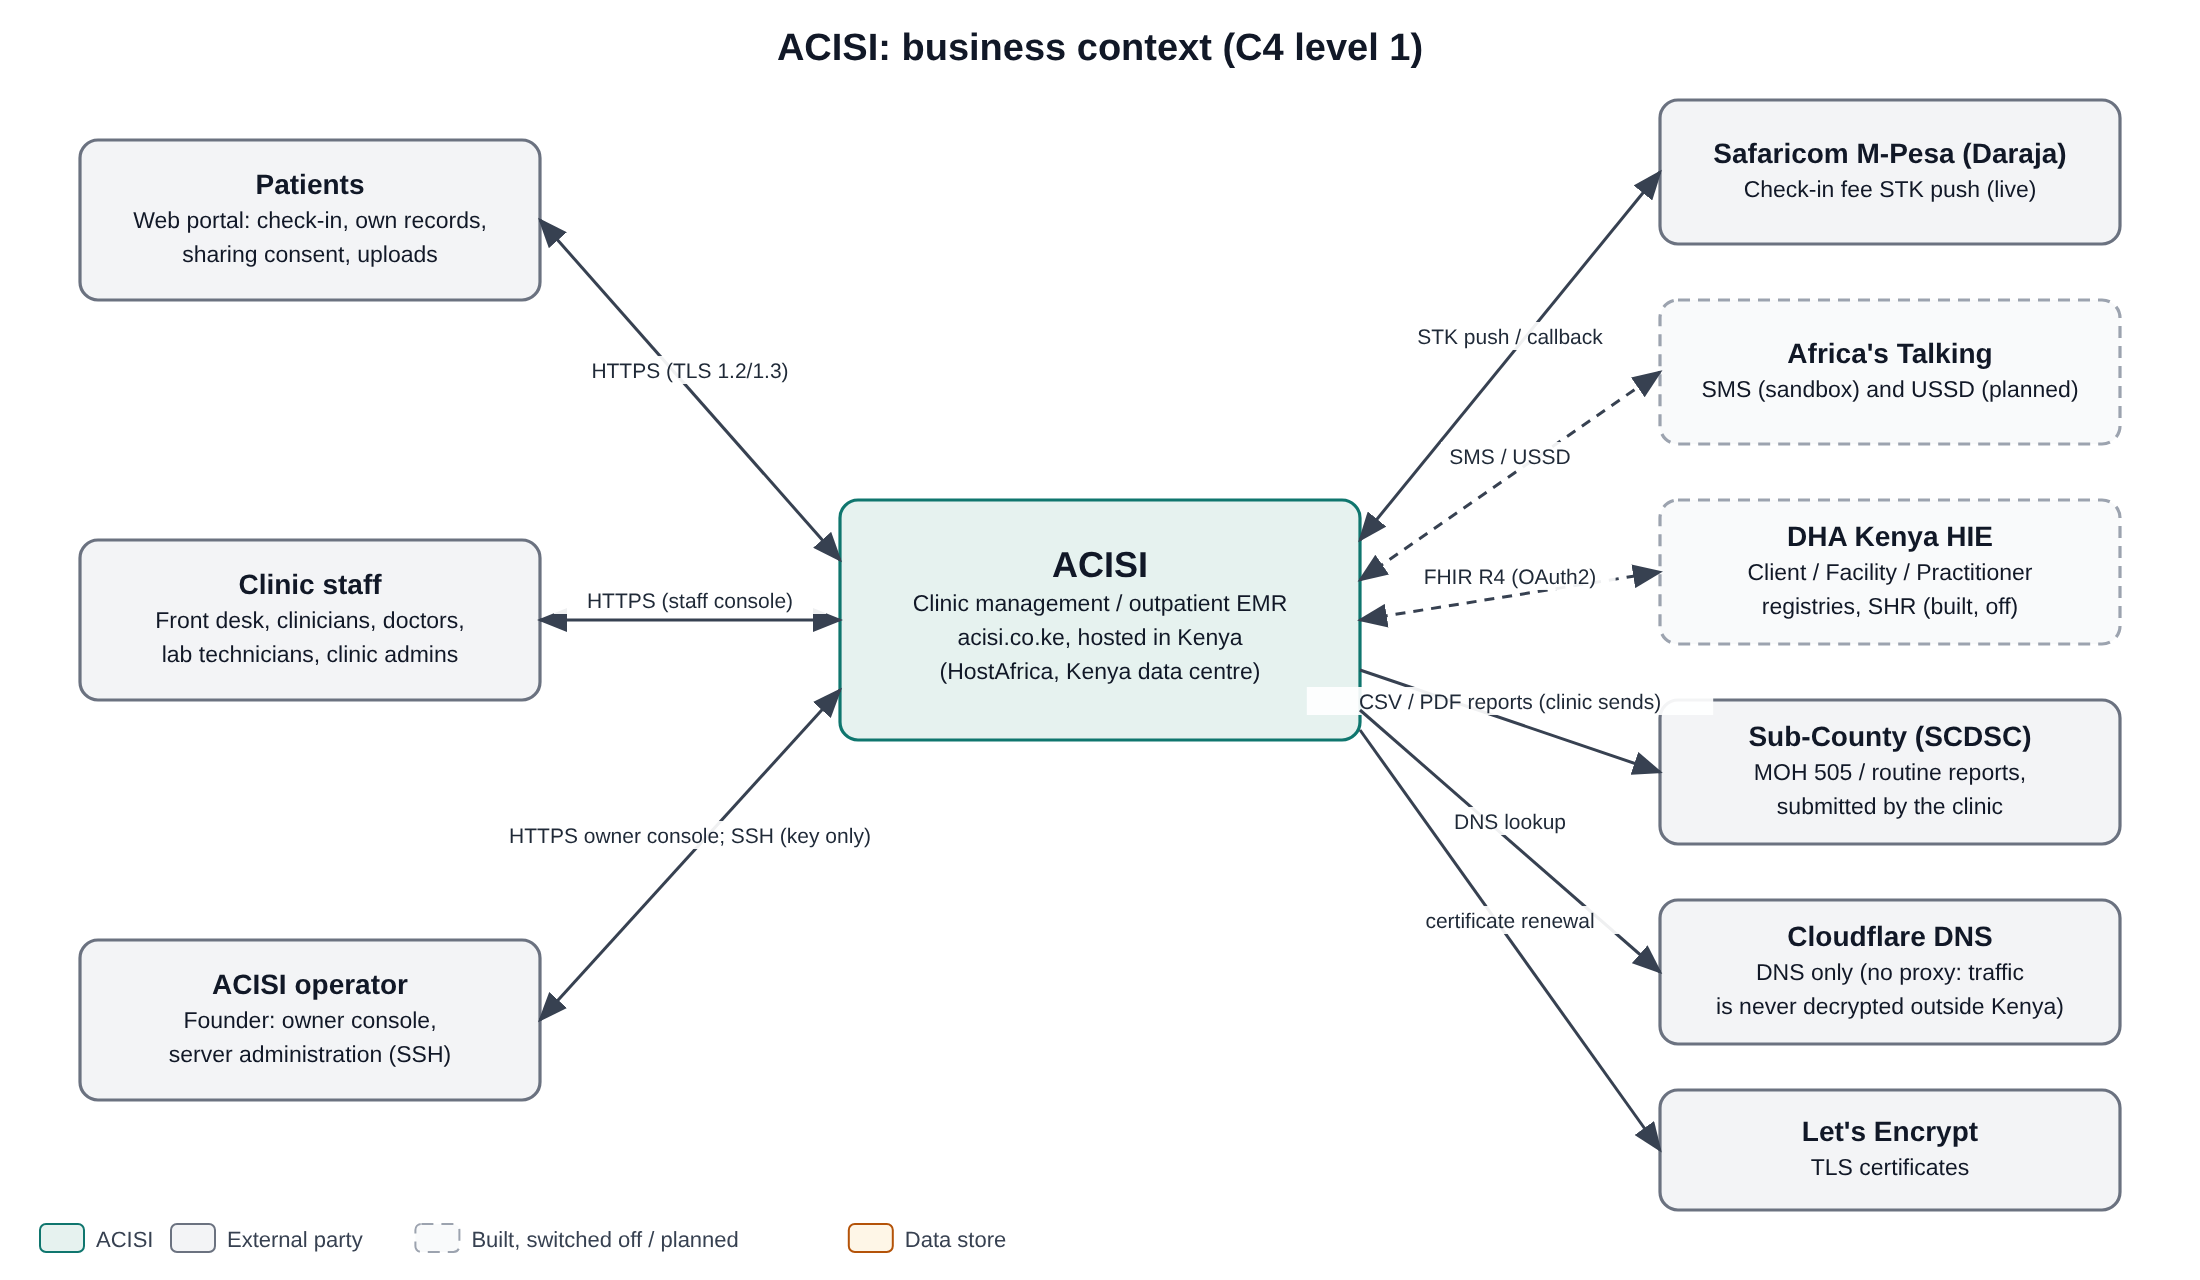 ACISI: business context (C4 level 1)
Patients
Web portal: check-in, own records,
sharing consent, uploads
Clinic staff
Front desk, clinicians, doctors,
lab technicians, clinic admins
ACISI operator
Founder: owner console,
server administration (SSH)
HTTPS (TLS 1.2/1.3)
HTTPS (staff console)
HTTPS owner console; SSH (key only)
ACISI
Clinic management / outpatient EMR
acisi.co.ke, hosted in Kenya
(HostAfrica, Kenya data centre)
STK push / callback
SMS / USSD
FHIR R4 (OAuth2)
CSV / PDF reports (clinic sends)
DNS lookup
certificate renewal
Safaricom M-Pesa (Daraja)
Check-in fee STK push (live)
Africa's Talking
SMS (sandbox) and USSD (planned)
DHA Kenya HIE
Client / Facility / Practitioner
registries, SHR (built, off)
Sub-County (SCDSC)
MOH 505 / routine reports,
submitted by the clinic
Cloudflare DNS
DNS only (no proxy: traffic
is never decrypted outside Kenya)
Let's Encrypt
TLS certificates
ACISI
External party
Built, switched off / planned
Data store